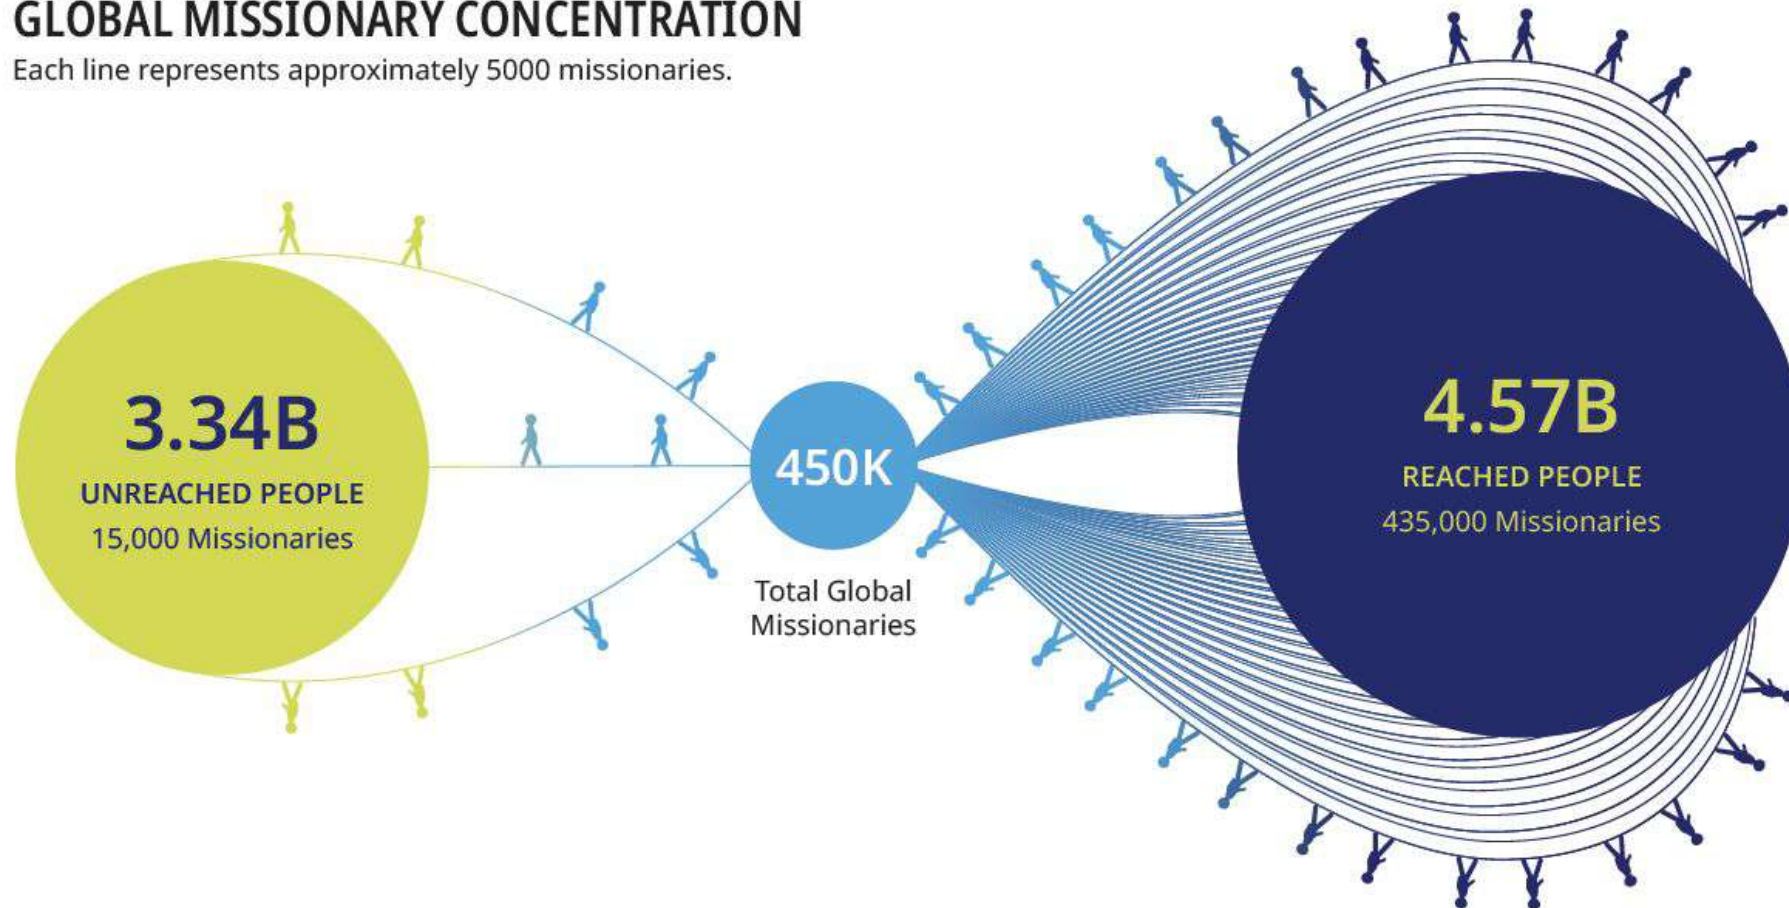 GLOBAL MISSIONARY CONCENTRATION
Each line represents approximately 5000 missionaries.
3.34B
UNREACHED PEOPLE
15,000 Missionaries
450K
Total Global
Missionaries
4.57B
REACHED PEOPLE
435,000 Missionaries